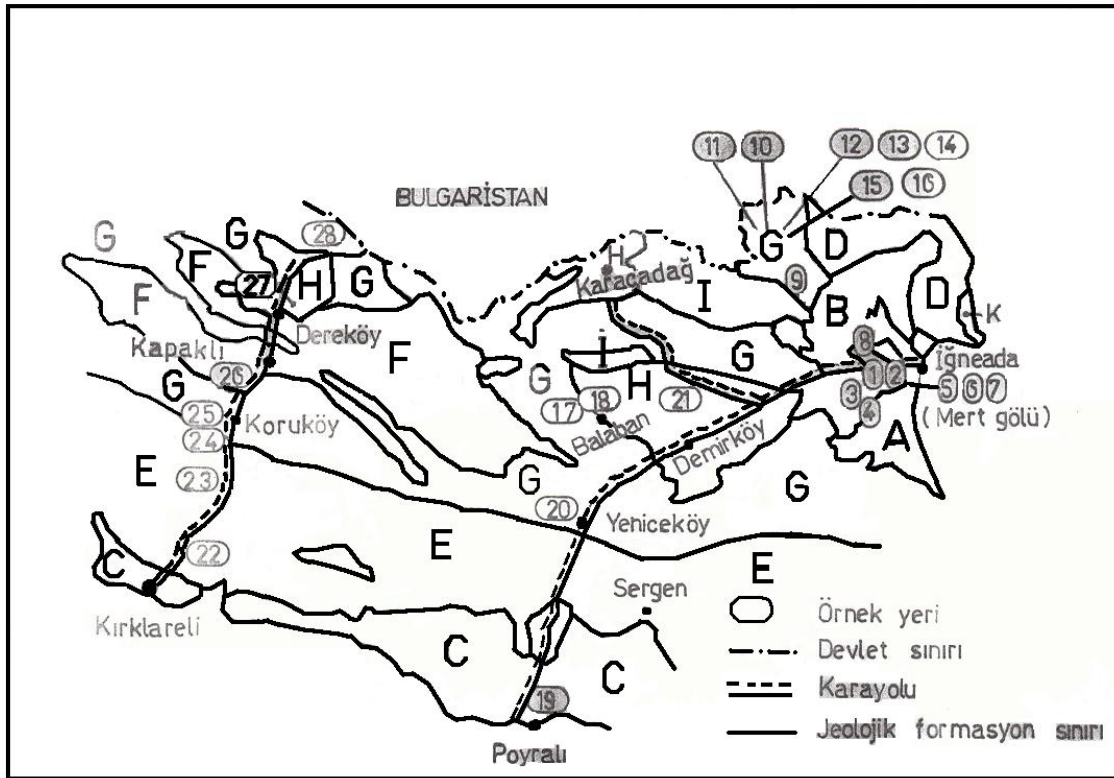 11 10 12 13 14
15 16
BULGARİSTAN
G G 28 G D
F 27 H G H 9
Karacadağ
I B D
F K
Dereköy
Kapaklı F G 8 İğneada
İ 1 2
G 26 G H 3 5 6 7
25 17 18 21 4 (Mert gölü)
Koruköy Balaban
24 Demirköy A
E 23 G G
20 Yeniceköy
E
22 E
C Sergen
Kırklareli
Örnek yeri
C Devlet sınırı
C Karayolu
19
Jeolojik formasyon sınırı
Poyralı